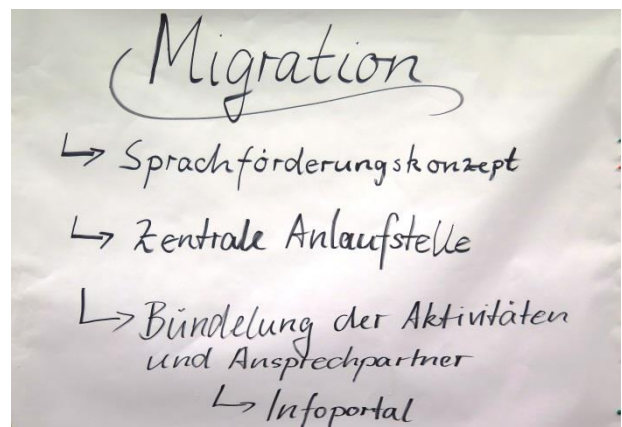 Migration
↳ Sprachförderungskonzept
↳ Zentrale Anlaufstelle
↳ Bündelung der Aktivitäten
und Ansprechpartner
↳ Infoportal